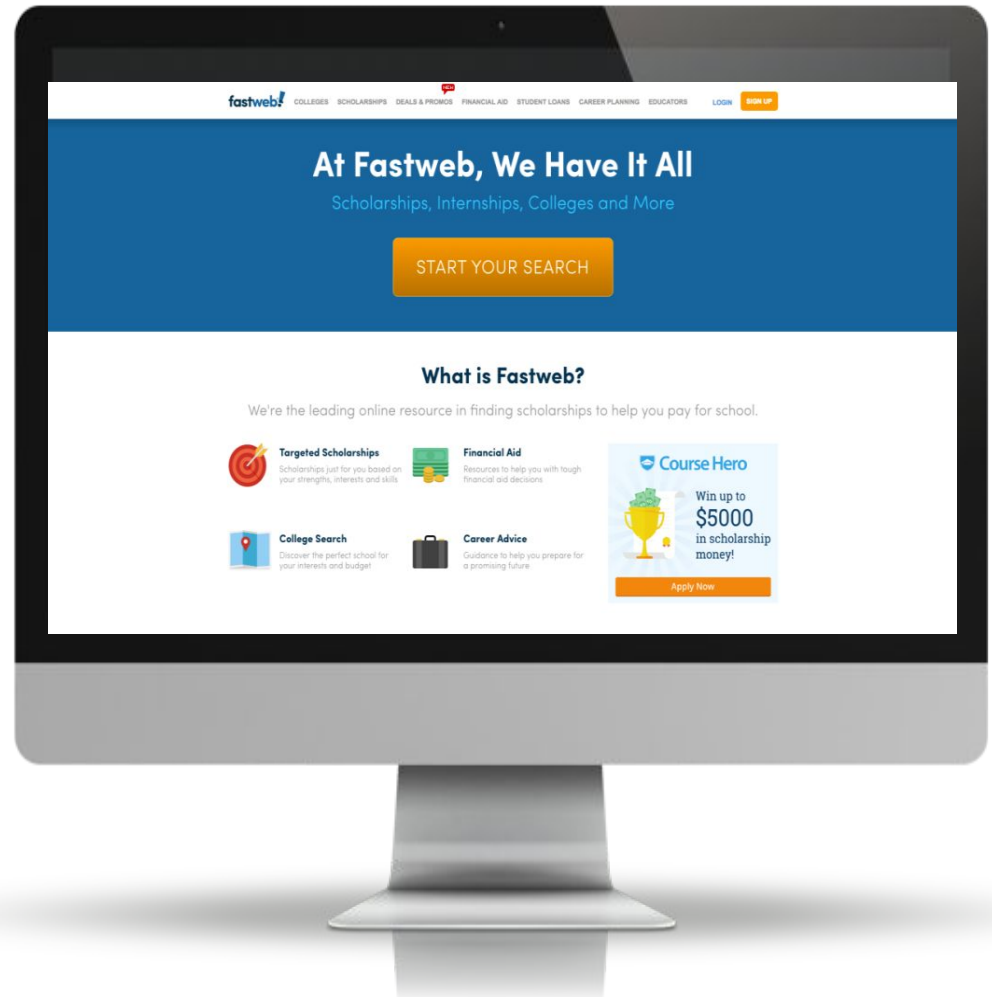 NEW
fastweb! COLLEGES SCHOLARSHIPS DEALS & PROMOS FINANCIAL AID STUDENT LOANS CAREER PLANNING EDUCATORS LOGIN SIGN UP
At Fastweb, We Have It All
Scholarships, Internships, Colleges and More
START YOUR SEARCH
What is Fastweb?
We're the leading online resource in finding scholarships to help you pay for school.
Targeted Scholarships
Scholarships just for you based on
your strengths, interests and skills
Financial Aid
Resources to help you with tough
financial aid decisions
College Search
Discover the perfect school for
your interests and budget
Career Advice
Guidance to help you prepare for
a promising future
Course Hero
Win up to
$5000
in scholarship
money!
Apply Now